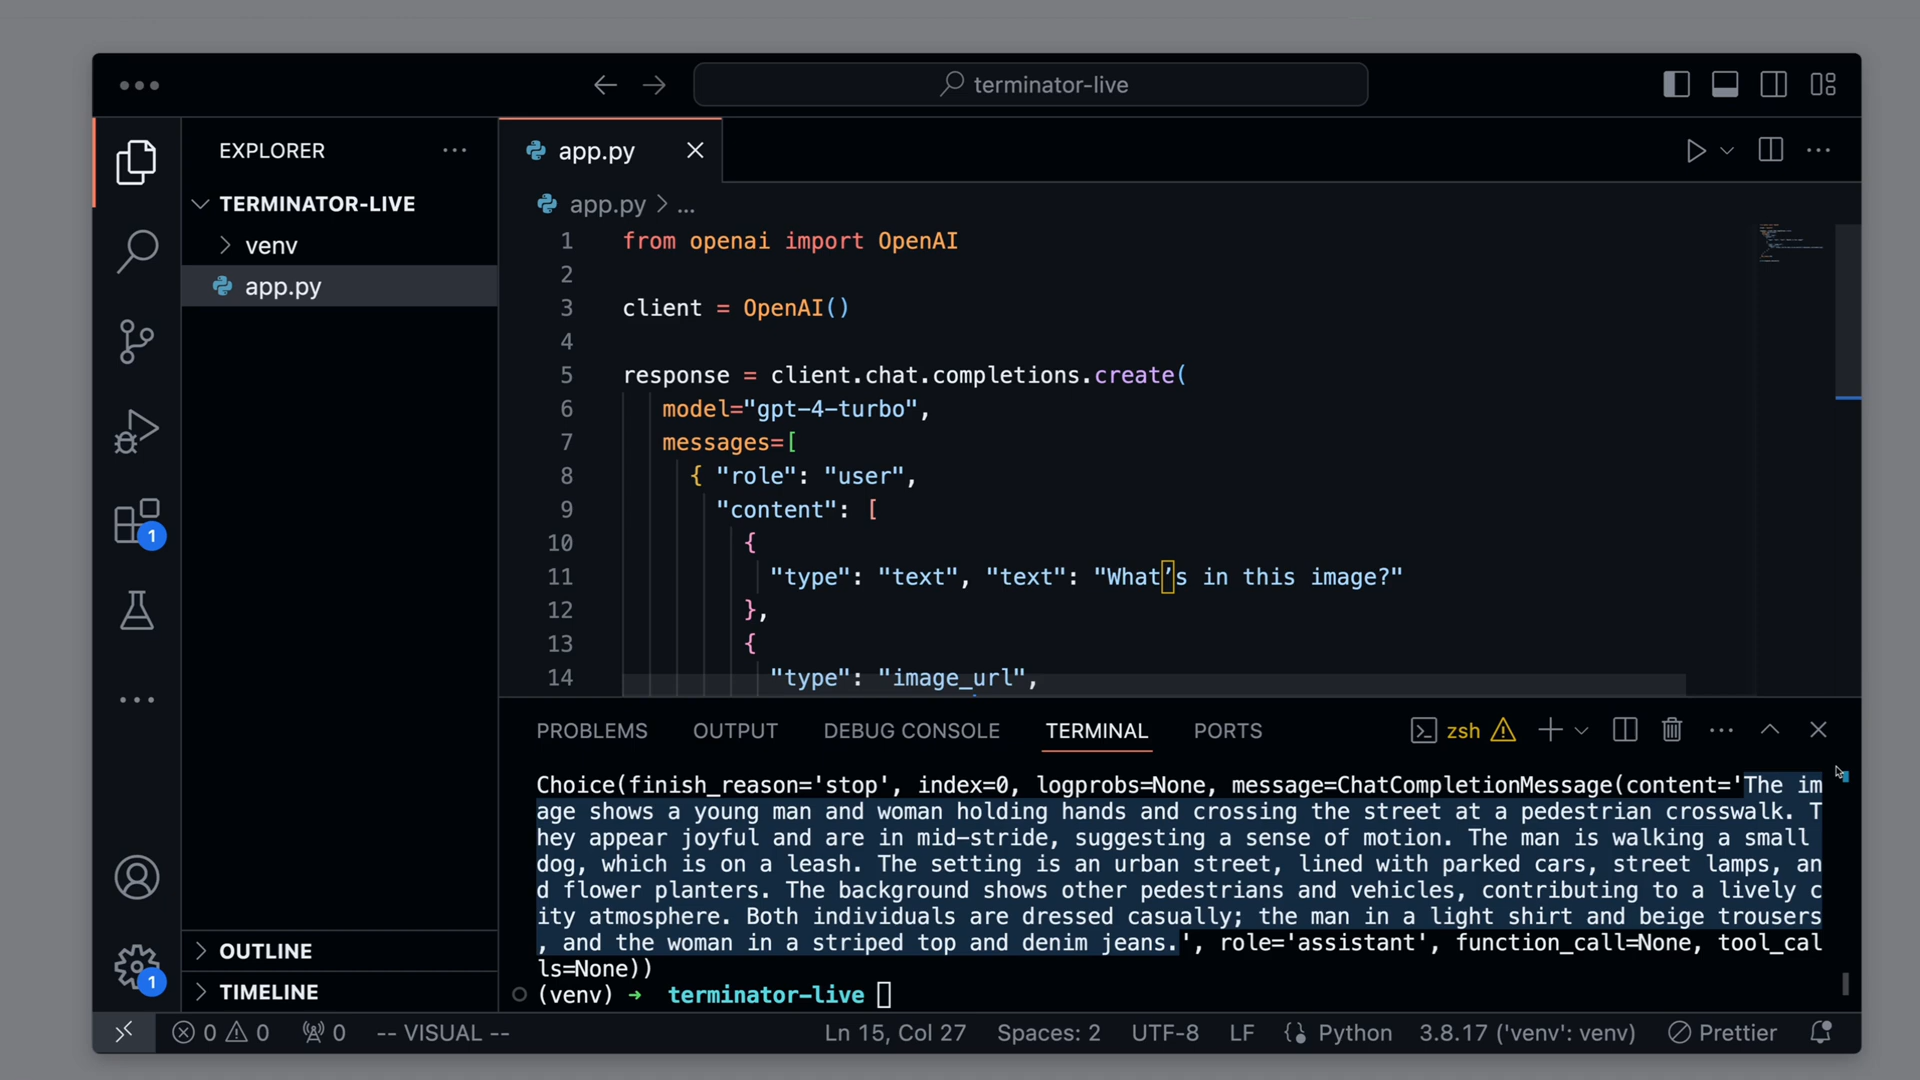 terminator-live
EXPLORER
app.py
TERMINATOR-LIVE
venv
app.py
app.py > ...
1 from openai import OpenAI
2
3 client = OpenAI()
4
5 response = client.chat.completions.create(
6 model="gpt-4-turbo",
7 messages=[
8 { "role": "user",
9 "content": [
10 {
11 "type": "text", "text": "What’s in this image?"
12 },
13 {
14 "type": "image_url",
1
1
OUTLINE
TIMELINE
PROBLEMS OUTPUT DEBUG CONSOLE TERMINAL PORTS zsh
Choice(finish_reason='stop', index=0, logprobs=None, message=ChatCompletionMessage(content='The im
age shows a young man and woman holding hands and crossing the street at a pedestrian crosswalk. T
hey appear joyful and are in mid-stride, suggesting a sense of motion. The man is walking a small
dog, which is on a leash. The setting is an urban street, lined with parked cars, street lamps, an
d flower planters. The background shows other pedestrians and vehicles, contributing to a lively c
ity atmosphere. Both individuals are dressed casually; the man in a light shirt and beige trousers
, and the woman in a striped top and denim jeans.', role='assistant', function_call=None, tool_cal
ls=None))
(venv) → terminator-live
0 0 0 -- VISUAL -- Ln 15, Col 27 Spaces: 2 UTF-8 LF Python 3.8.17 ('venv': venv) Prettier